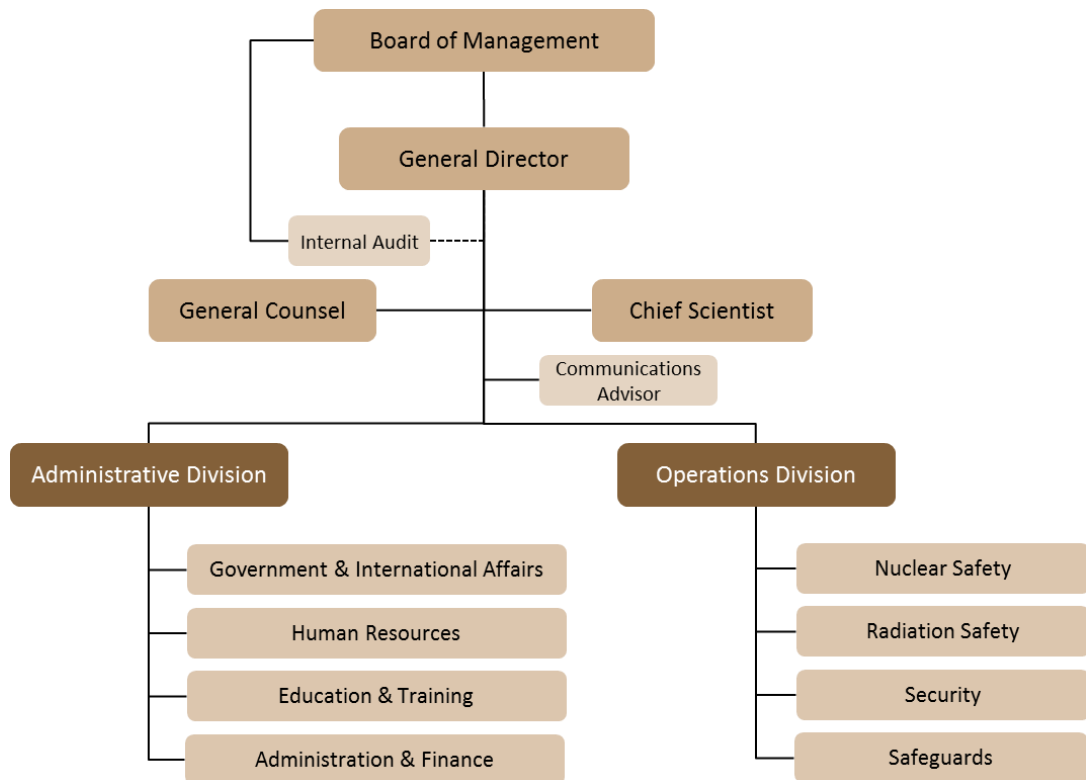 Board of Management
General Director
Internal Audit
General Counsel
Chief Scientist
Communications
Advisor
Administrative Division
Operations Division
Government & International Affairs
Human Resources
Education & Training
Administration & Finance
Nuclear Safety
Radiation Safety
Security
Safeguards